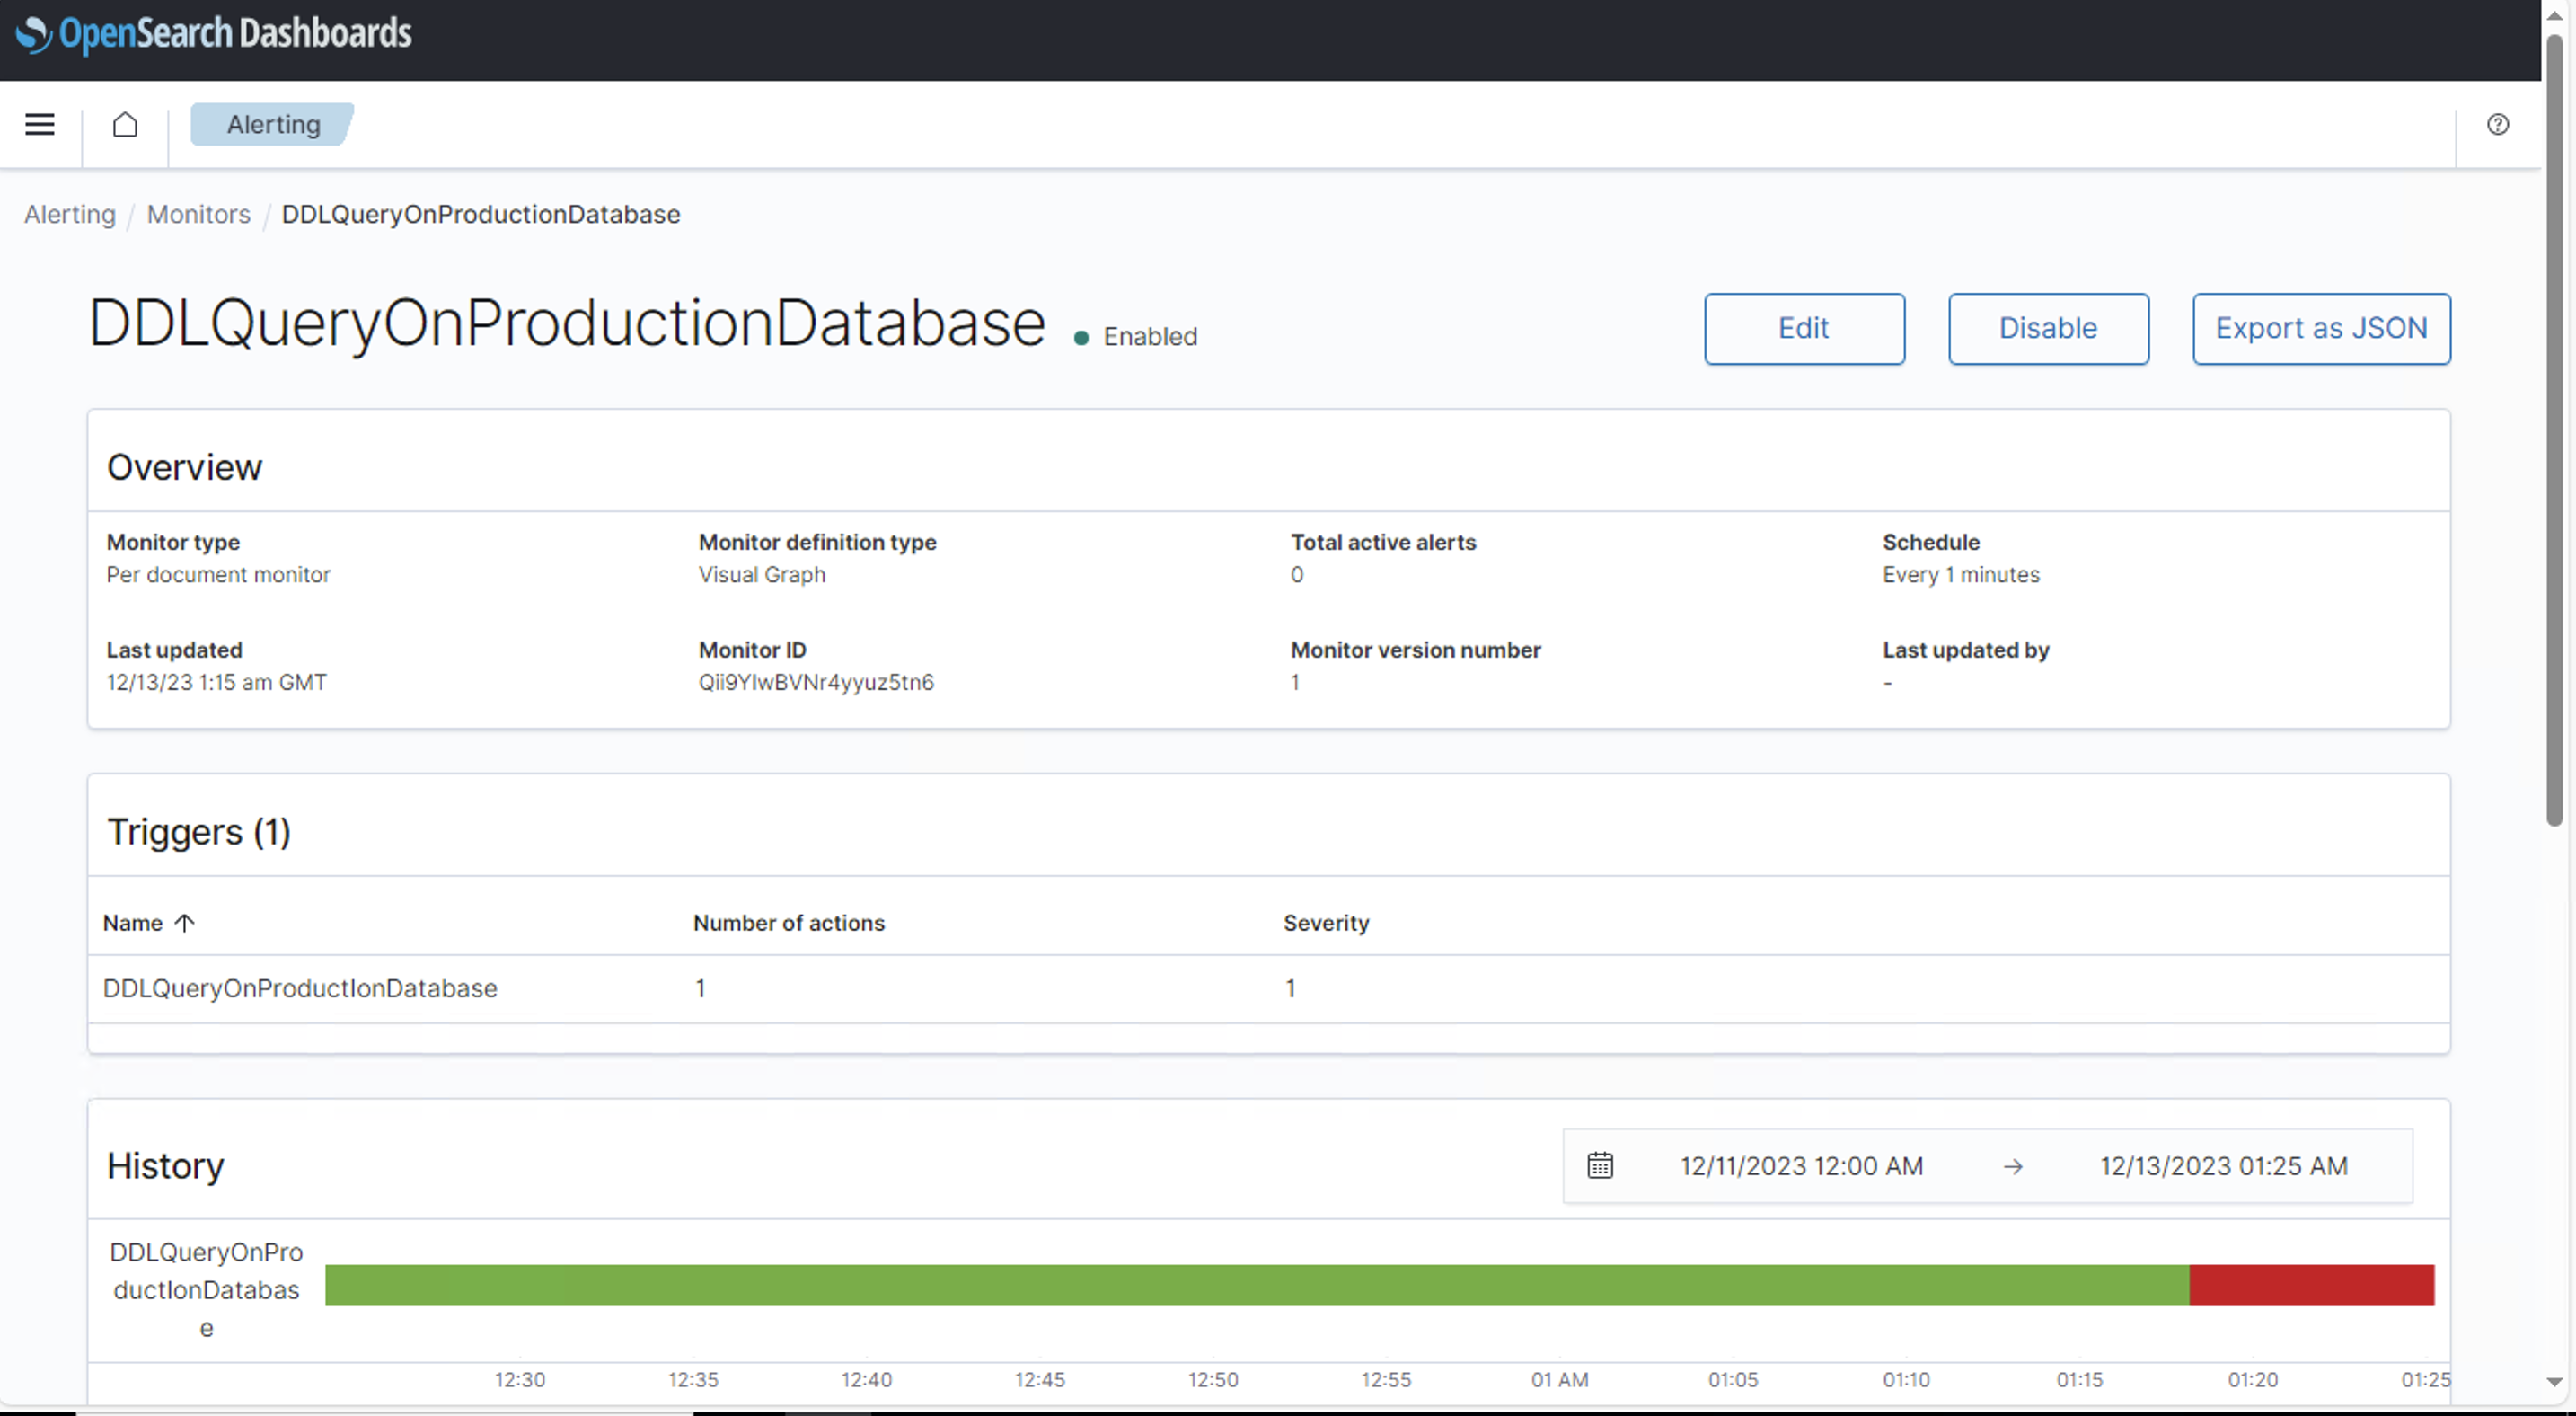 OpenSearch Dashboards
Alerting
Alerting / Monitors / DDLQueryOnProductionDatabase
DDLQueryOnProductionDatabase Enabled
Edit Disable Export as JSON
Overview
Monitor type Monitor definition type Total active alerts Schedule
Per document monitor Visual Graph 0 Every 1 minutes
Last updated Monitor ID Monitor version number Last updated by
12/13/23 1:15 am GMT Qii9YIwBVNr4yyuz5tn6 1 -
Triggers (1)
Name Number of actions Severity
DDLQueryOnProductIonDatabase 1 1
History 12/11/2023 12:00 AM → 12/13/2023 01:25 AM
DDLQueryOnPro
ductIonDatabas
e
12:30 12:35 12:40 12:45 12:50 12:55 01 AM 01:05 01:10 01:15 01:20 01:25